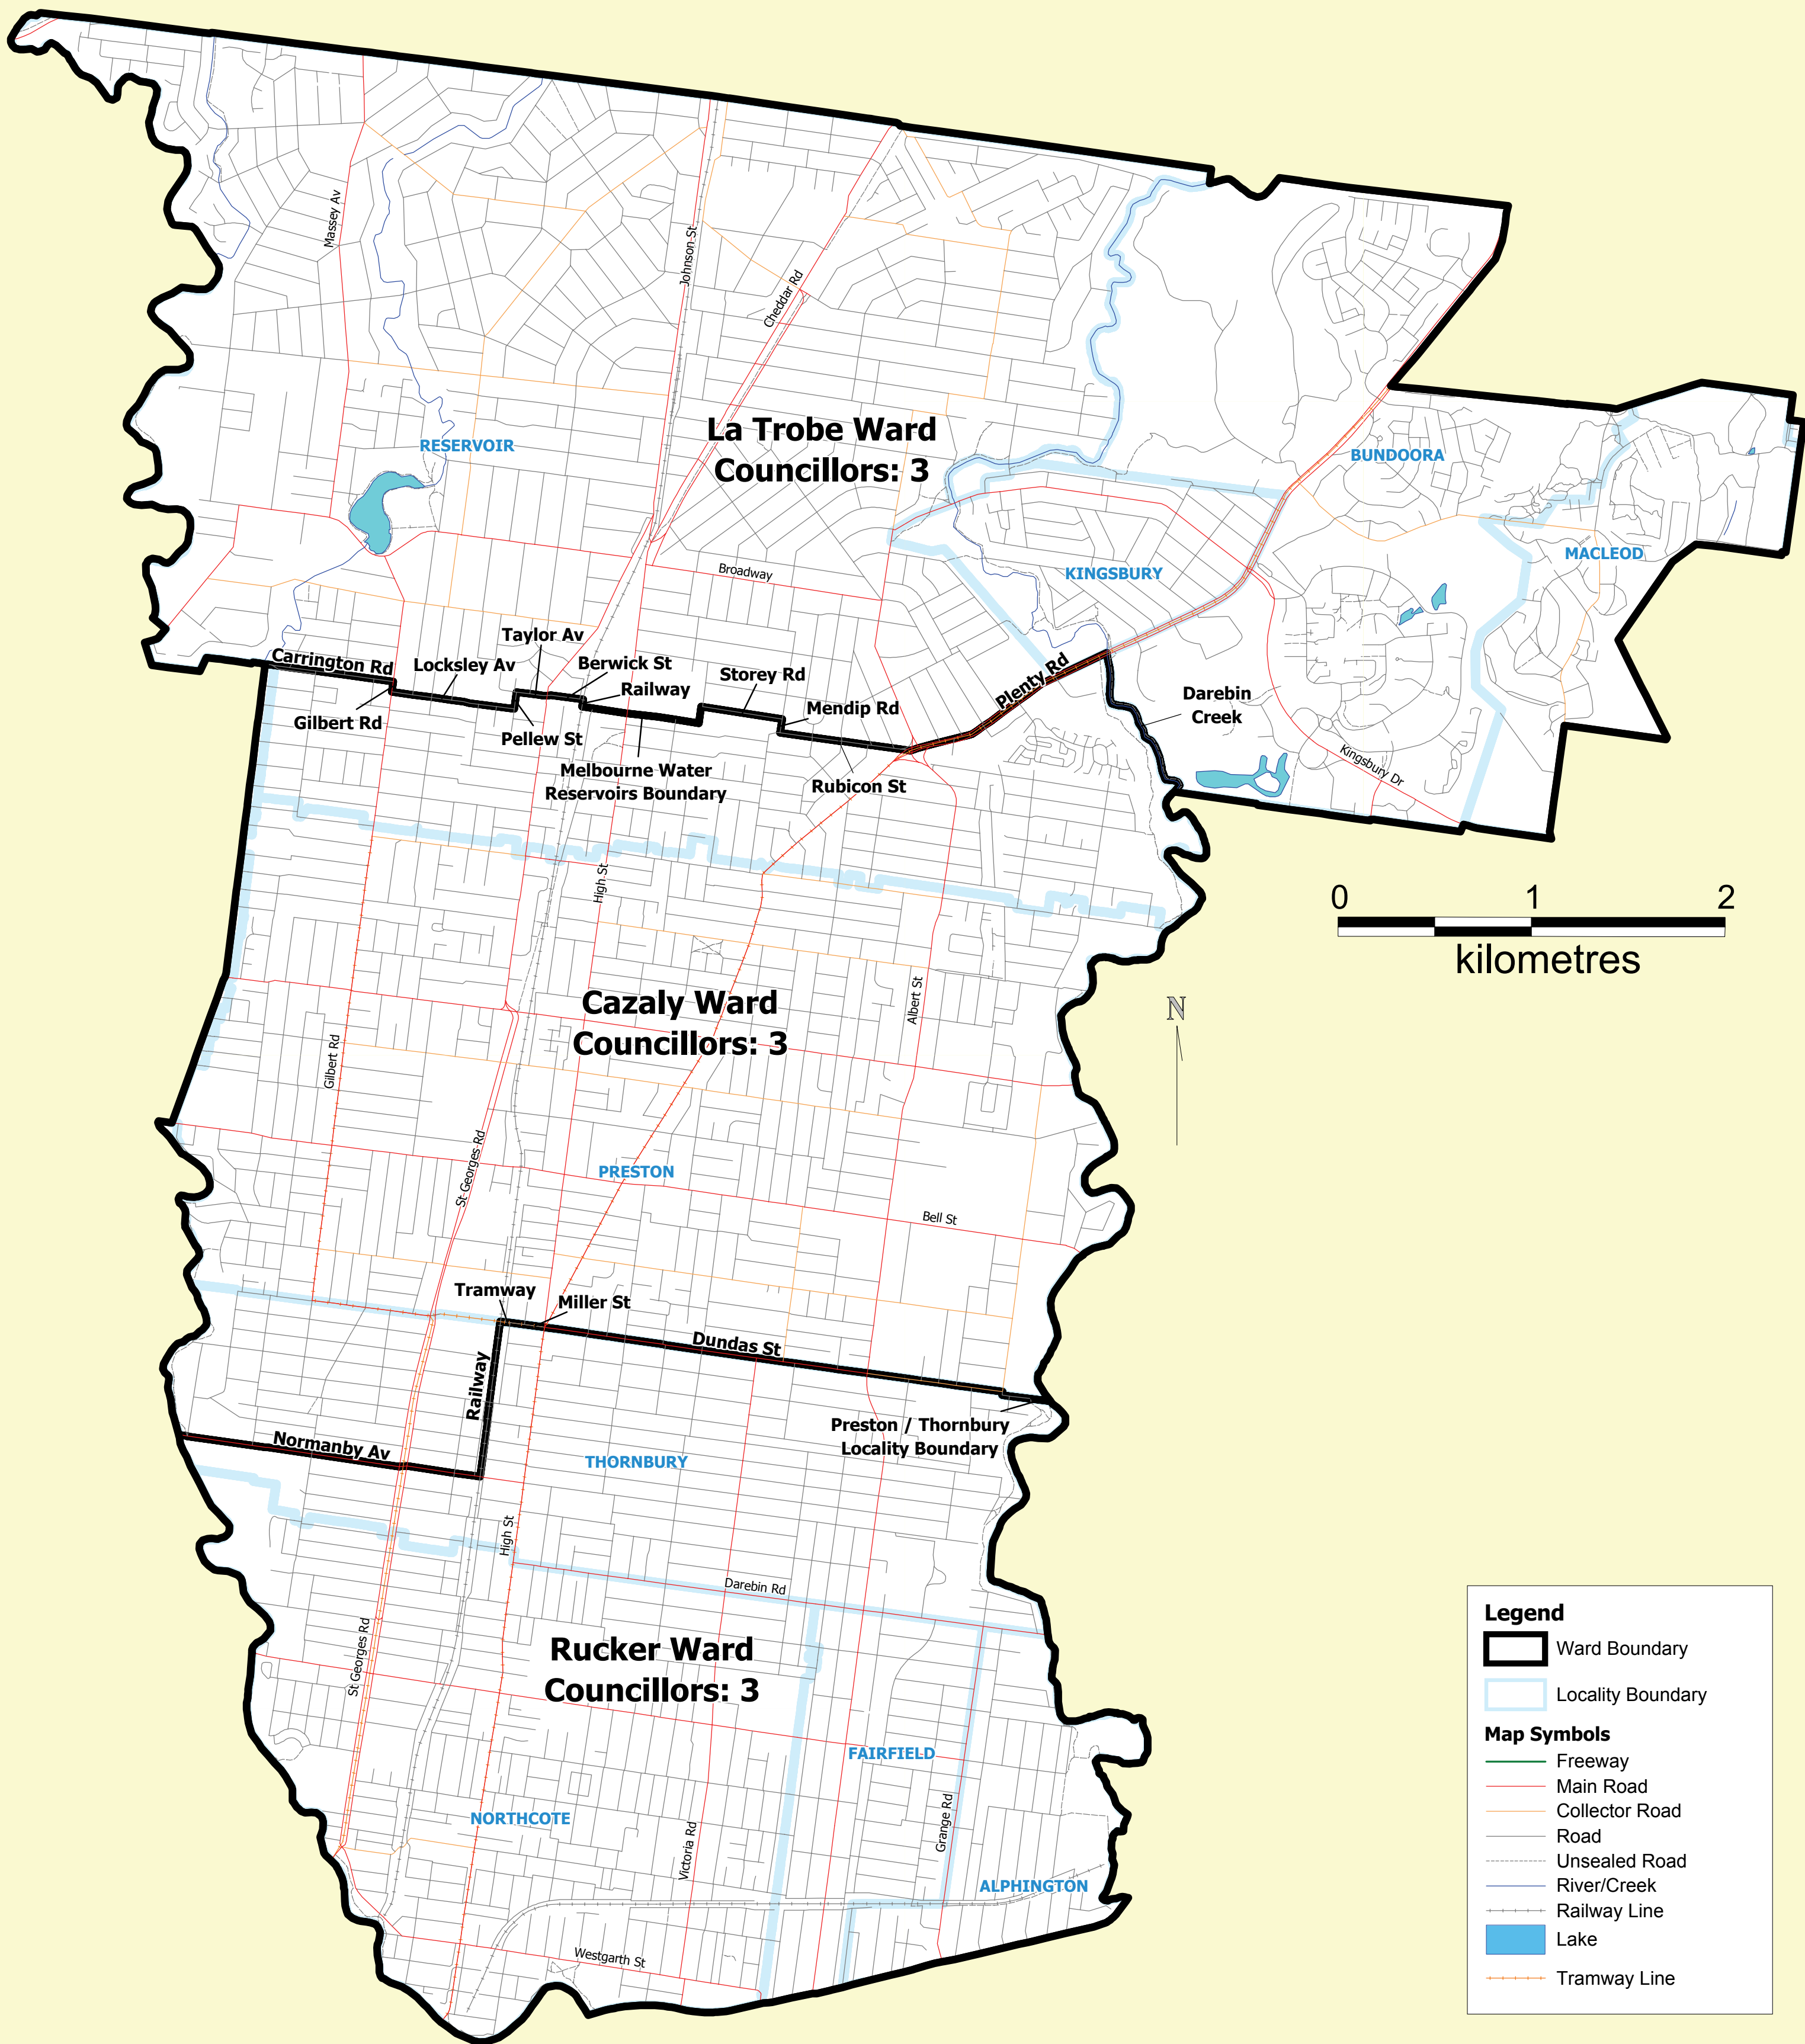 Massey Av
Johnson St
Cheddar Rd
La Trobe Ward
Councillors: 3
RESERVOIR
BUNDOORA
MACLEOD
KINGSBURY
Broadway
Taylor Av
Carrington Rd
Locksley Av
Berwick St
Railway
Storey Rd
Mendip Rd
Plenty Rd
Darebin
Creek
Gilbert Rd
Pellew St
Melbourne Water
Reservoirs Boundary
Rubicon St
Kingsbury Dr
High St
0 1 2
kilometres
N
Cazaly Ward
Councillors: 3
Albert St
Gilbert Rd
St Georges Rd
PRESTON
Bell St
Tramway
Miller St
Dundas St
Railway
Preston / Thornbury
Locality Boundary
Normanby Av
THORNBURY
High St
Darebin Rd
St Georges Rd
Rucker Ward
Councillors: 3
FAIRFIELD
NORTHCOTE
Victoria Rd
Grange Rd
ALPHINGTON
Westgarth St
Legend
Ward Boundary
Locality Boundary
Map Symbols
Freeway
Main Road
Collector Road
Road
Unsealed Road
River/Creek
Railway Line
Lake
Tramway Line